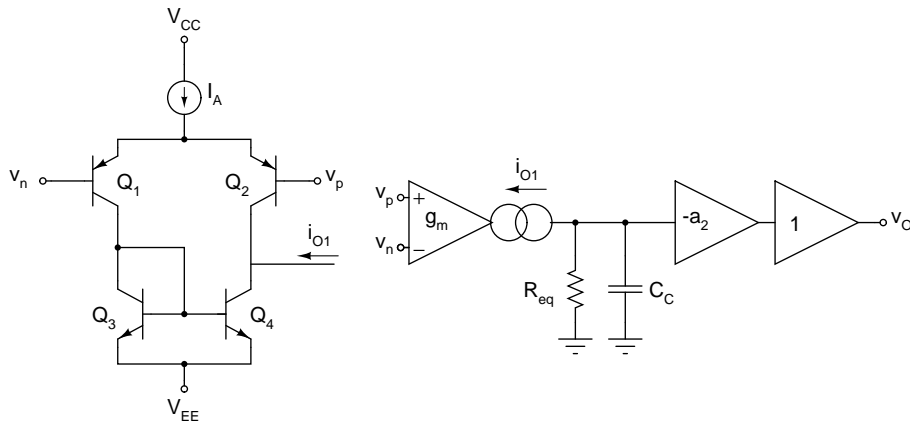 V_CC
I_A
v_n
Q_1
Q_2
v_p
i_O1
Q_3
Q_4
V_EE
i_O1
v_p
+
g_m
v_n
−
-a_2
1
v_O
R_eq
C_C